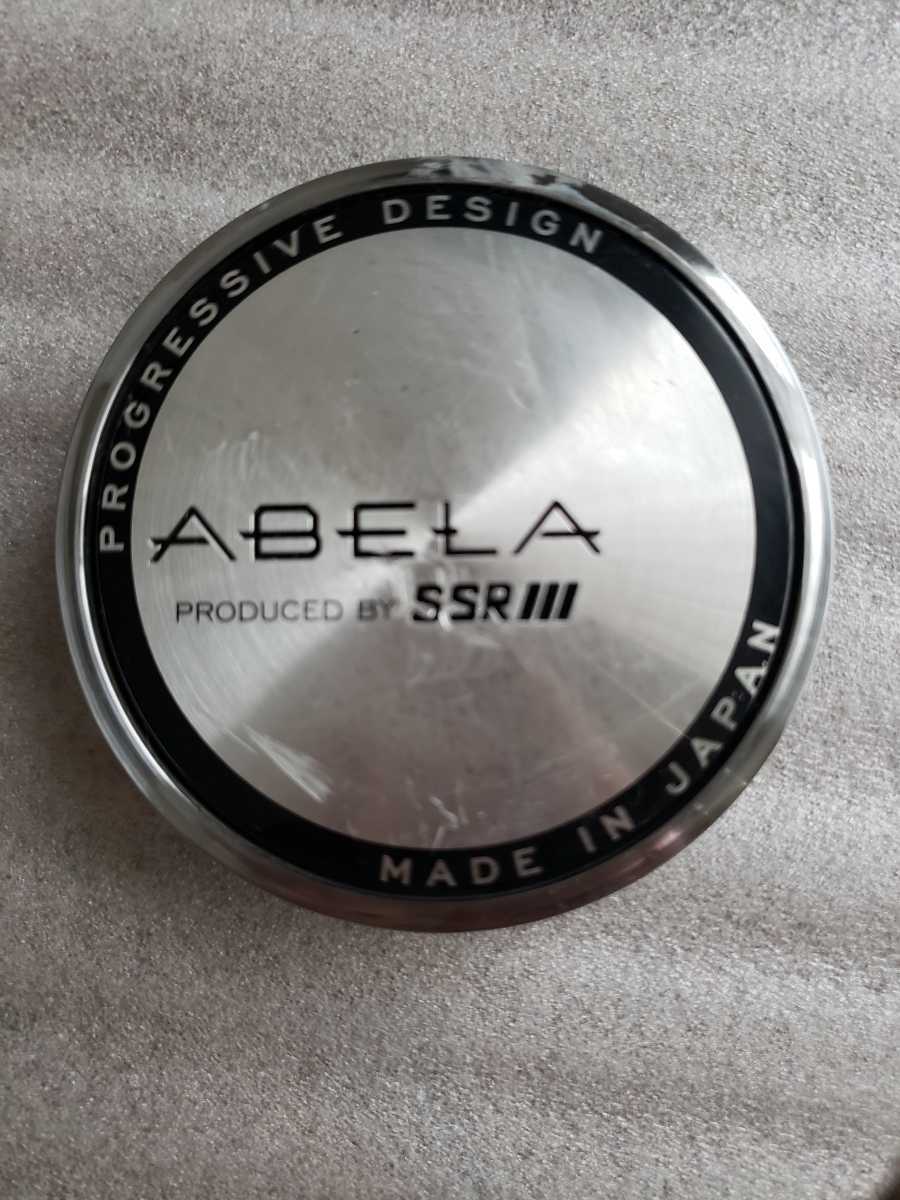 PROGRESSIVE DESIGN
ABELA
PRODUCED BY SSR
MADE IN JAPAN